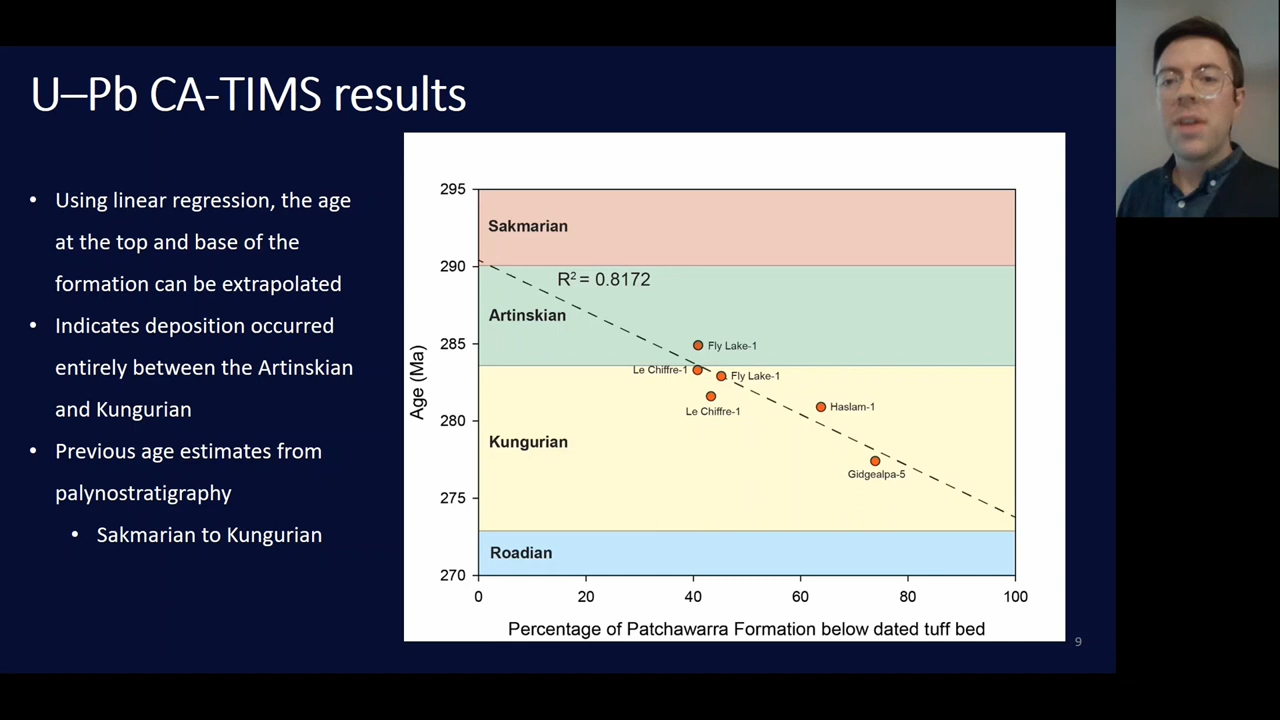 U–Pb CA-TIMS results
• Using linear regression, the age
at the top and base of the
formation can be extrapolated
• Indicates deposition occurred
entirely between the Artinskian
and Kungurian
• Previous age estimates from
palynostratigraphy
• Sakmarian to Kungurian
295
290
285
280
275
270
Age (Ma)
Sakmarian
R² = 0.8172
Artinskian
Fly Lake-1
Le Chiffre-1
Fly Lake-1
Le Chiffre-1
Haslam-1
Kungurian
Gidgealpa-5
Roadian
0 20 40 60 80 100
Percentage of Patchawarra Formation below dated tuff bed
9